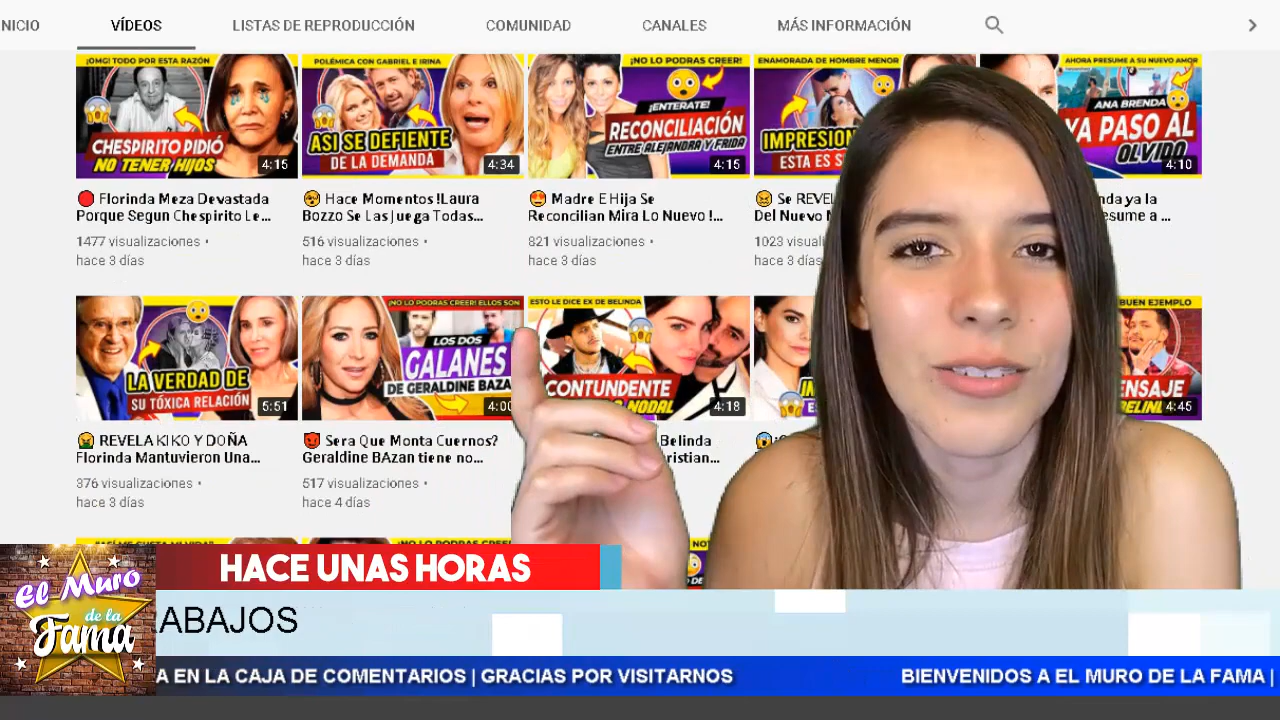 NICIO VÍDEOS LISTAS DE REPRODUCCIÓN COMUNIDAD CANALES MÁS INFORMACIÓN
¡OMG! TODO POR ESTA RAZÓN
CHESPIRITO PIDIÓ
NO TENER HIJOS
4:15
POLÉMICA CON GABRIEL E IRINA
ASI SE DEFIENTE
DE LA DEMANDA
4:34
¡NO LO PODRAS CREER!
¡ENTERATE!
RECONCILIACIÓN
ENTRE ALEJANDRA Y FRIDA
4:15
ENAMORADA DE HOMBRE MENOR
IMPRESION
ESTA ES S
AHORA PRESUME A SU NUEVO AMOR
ANA BRENDA
YA PASO AL
OLVIDO
4:10
Florinda Meza Devastada
Porque Segun Chespirito Le...
1477 visualizaciones •
hace 3 días
Hace Momentos !Laura
Bozzo Se Las Juega Todas...
516 visualizaciones •
hace 3 días
Madre E Hija Se
Reconcilian Mira Lo Nuevo !...
821 visualizaciones •
hace 3 días
Se REVEL
Del Nuevo
1023 visuali
hace 3 días
nda ya la
esume a ...
LA VERDAD DE
SU TÓXICA RELACIÓN
5:51
¡NO LO PODRAS CREER! ELLOS SON
LOS DOS
GALANES
DE GERALDINE BAZA
4:00
ESTO LE DICE EX DE BELINDA
CONTUNDENTE
NODAL
4:18
BUEN EJEMPLO
ENSAJE
BELIN
4:45
REVELA KIKO Y DOÑA
Florinda Mantuvieron Una...
376 visualizaciones •
hace 3 días
Sera Que Monta Cuernos?
Geraldine BAzan tiene no...
517 visualizaciones •
hace 4 días
Belinda
ristian...
El Muro
de la
Fama
HACE UNAS HORAS
ABAJOS
A EN LA CAJA DE COMENTARIOS | GRACIAS POR VISITARNOS BIENVENIDOS A EL MURO DE LA FAMA |